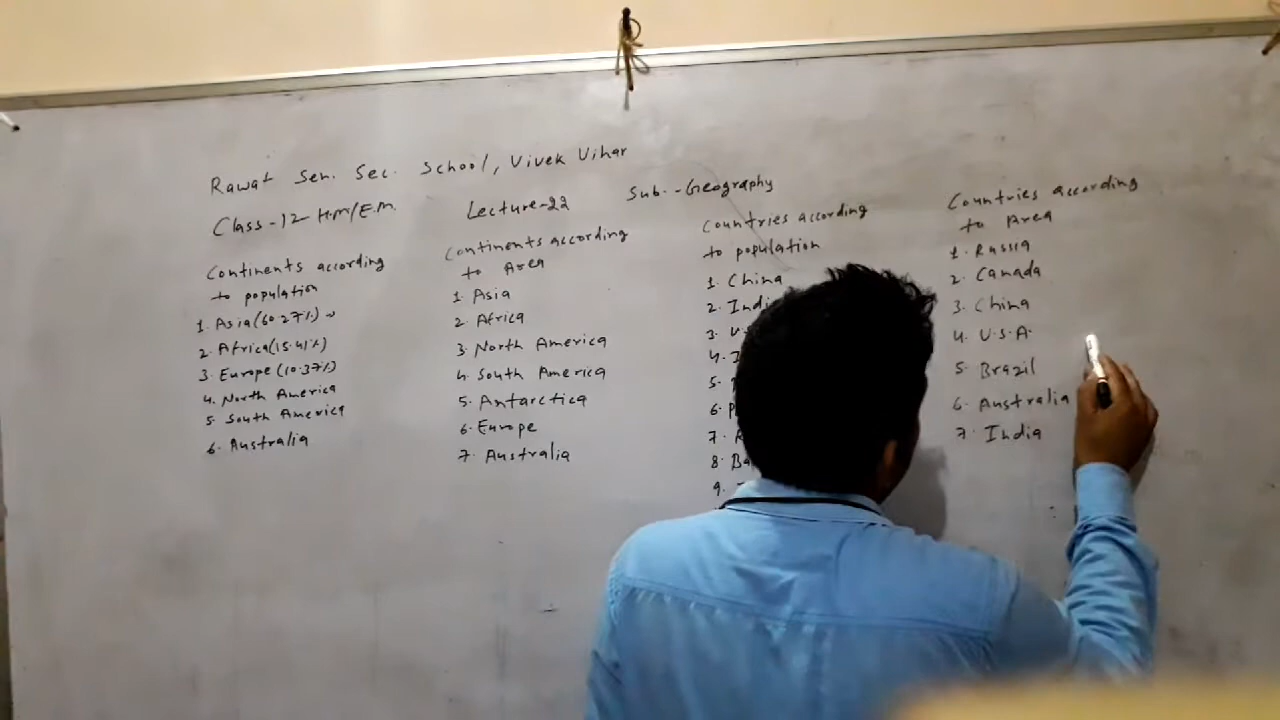 Rawat Sen. Sec. School, Vivek Vihar
Class-12 H.M/E.M.
Lecture-22
Sub.-Geography
Continents according
to population
1. Asia(60.27%)
2. Africa(15.41%)
3. Europe(10.37%)
4. North America
5. South America
6. Australia
Continents according
to Area
1. Asia
2. Africa
3. North America
4. South America
5. Antarctica
6. Europe
7. Australia
Countries according
to population
1. China
2. Indi
3. U.
4. I
5.
6. P
7.
8. Ba
9.
Countries according
to Area
1. Russia
2. Canada
3. China
4. U.S.A.
5. Brazil
6. Australia
7. India